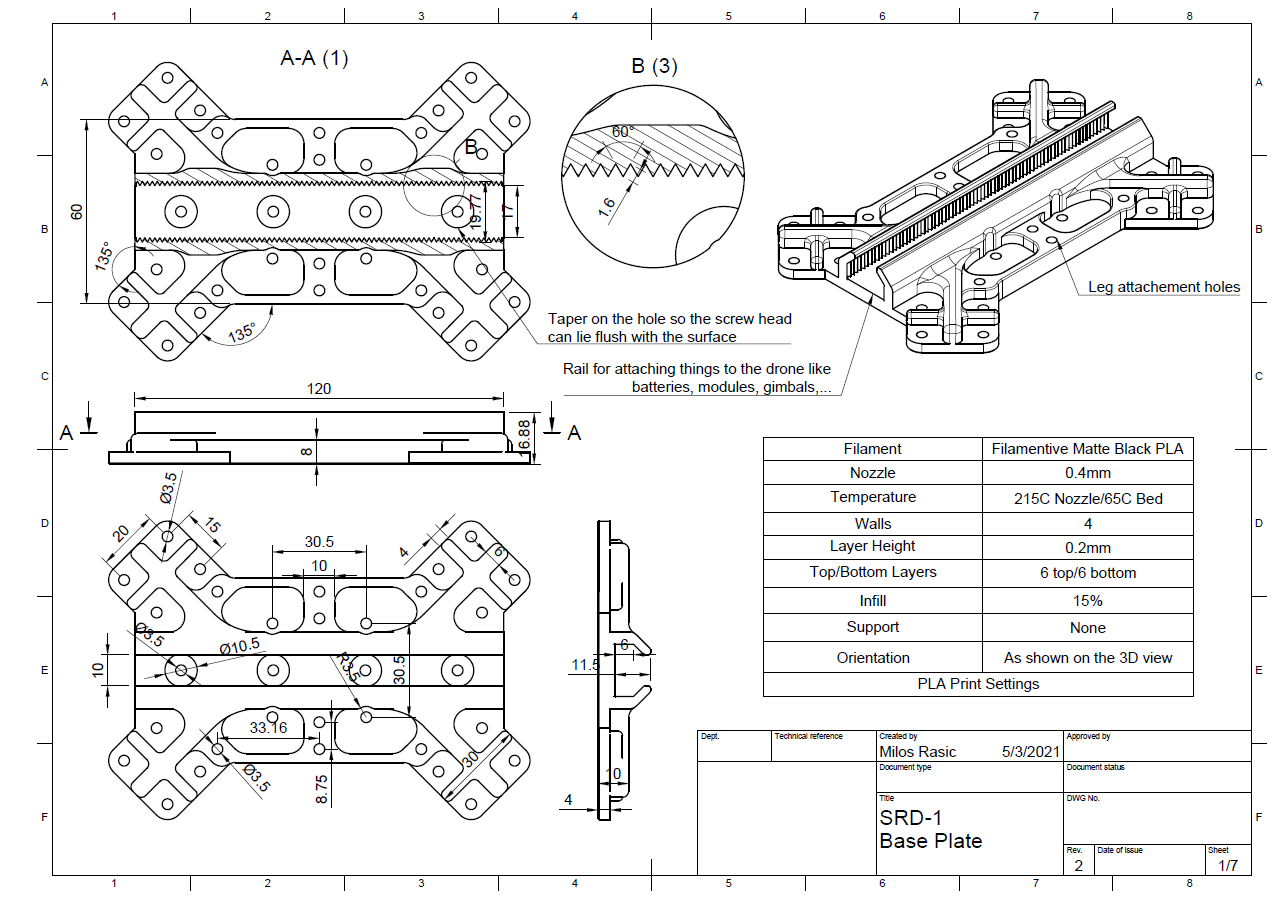 1 2 3 4 5 6 7 8
A A
B B
C C
D D
E E
F F
A-A (1)
B
60
135°
135°
19.77
17
B (3)
60°
1.6
Leg attachement holes
Taper on the hole so the screw head
can lie flush with the surface
Rail for attaching things to the drone like
batteries, modules, gimbals,...
120
A A
8
16.88
Ø3.5
20
15
30.5
10
4
6
Ø3.5
Ø10.5
10
R3.5
30.5
33.16
Ø3.5
8.75
30
6
11.5
10
4
Filament Filamentive Matte Black PLA
Nozzle 0.4mm
Temperature 215C Nozzle/65C Bed
Walls 4
Layer Height 0.2mm
Top/Bottom Layers 6 top/6 bottom
Infill 15%
Support None
Orientation As shown on the 3D view
PLA Print Settings
Dept. Technical reference Created by Approved by
Milos Rasic 5/3/2021
Document type Document status
Title DWG No.
SRD-1
Base Plate
Rev. Date of issue Sheet
2 1/7
1 2 3 4 5 6 7 8